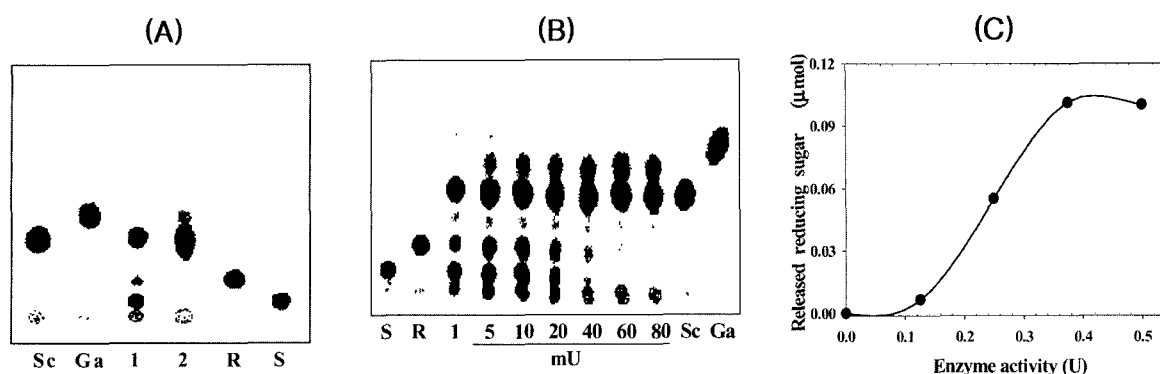 (A)
Sc Ga 1 2 R S
(B)
S R 1 5 10 20 40 60 80 Sc Ga
mU
(C)
Released reducing sugar (μmol)
0.12
0.09
0.06
0.03
0.00
0.0 0.1 0.2 0.3 0.4 0.5
Enzyme activity (U)